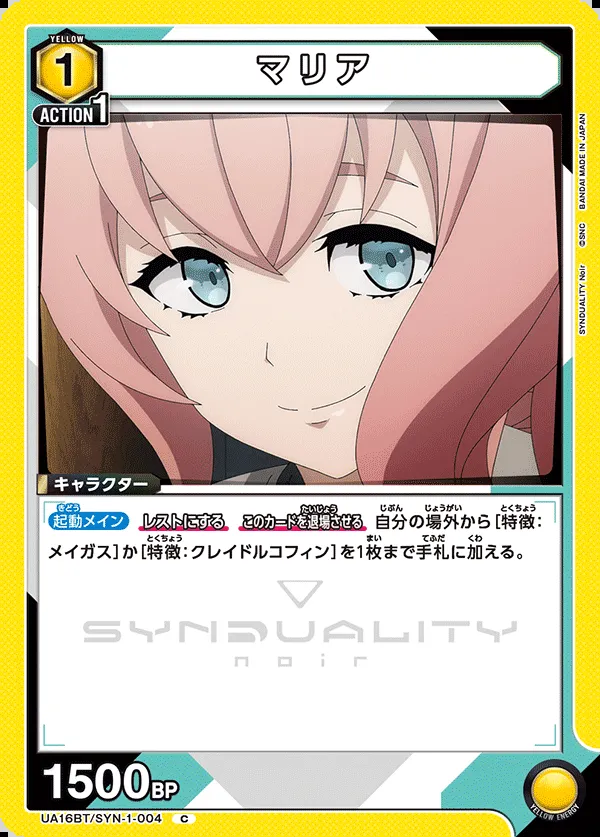 YELLOW
1
ACTION 1
マリア
SYNDUALITY Noir ©SNC BANDAI MADE IN JAPAN
キャラクター
起動メイン レストにする このカードを退場させる 自分の場外から[特徴:
メイガス]か[特徴:クレイドルコフィン]を1枚まで手札に加える。
SYNDUALITY
noir
1500BP
YELLOW ENERGY
UA16BT/SYN-1-004 C